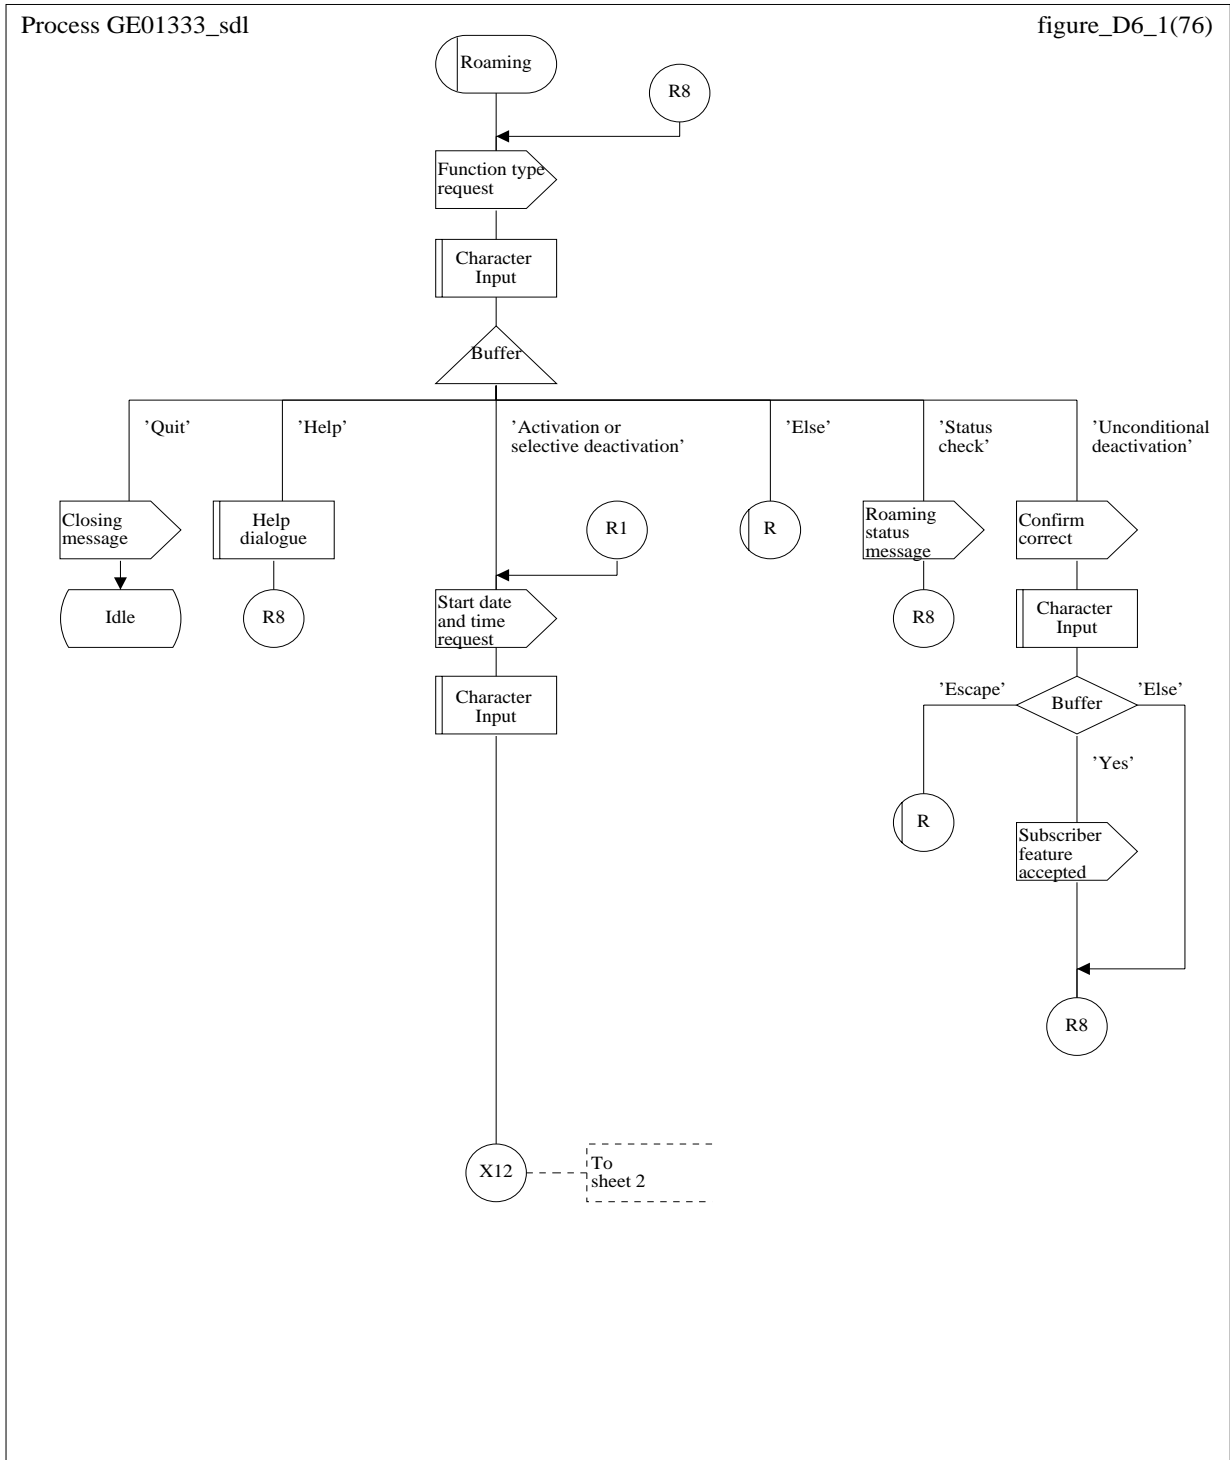 Process GE01333_sdl
figure_D6_1(76)
Roaming
R8
Function type
request
Character
Input
Buffer
’Quit’
’Help’
’Activation or
selective deactivation’
’Else’
’Status
check’
’Unconditional
deactivation’
Closing
message
Help
dialogue
R1
R
Roaming
status
message
Confirm
correct
Idle
R8
Start date
and time
request
R8
Character
Input
Character
Input
’Escape’
Buffer
’Else’
’Yes’
R
Subscriber
feature
accepted
R8
X12
To
sheet 2